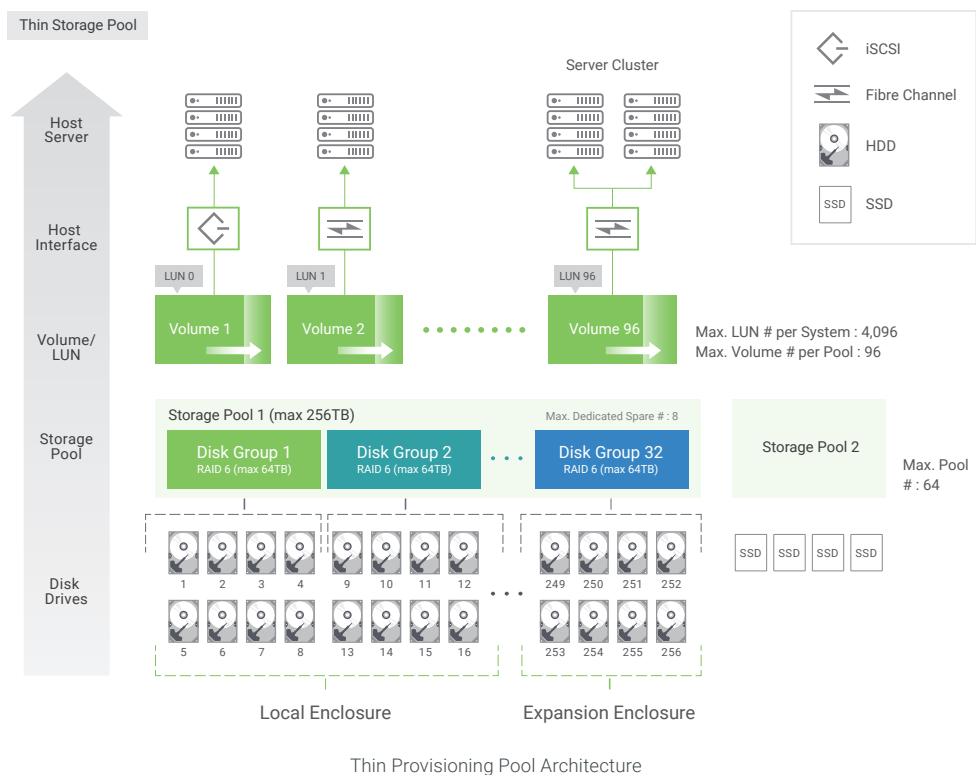 Thin Storage Pool
Host
Server
Host
Interface
Volume/
LUN
Storage
Pool
Disk
Drives
Server Cluster
iSCSI
Fibre Channel
HDD
SSD
SSD
LUN 0
LUN 1
LUN 96
Volume 1
Volume 2
Volume 96
Max. LUN # per System : 4,096
Max. Volume # per Pool : 96
Storage Pool 1 (max 256TB)
Max. Dedicated Spare # : 8
Disk Group 1
RAID 6 (max 64TB)
Disk Group 2
RAID 6 (max 64TB)
Disk Group 32
RAID 6 (max 64TB)
Storage Pool 2
Max. Pool
# : 64
1 2 3 4 9 10 11 12 249 250 251 252
5 6 7 8 13 14 15 16 253 254 255 256
SSD SSD SSD SSD
Local Enclosure
Expansion Enclosure
Thin Provisioning Pool Architecture